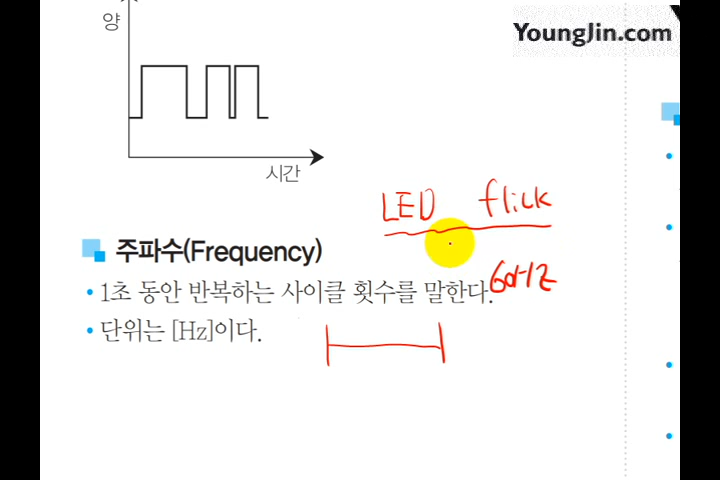 양
YoungJin.com
시간
LED flick
주파수(Frequency)
• 1초 동안 반복하는 사이클 횟수를 말한다.
60HZ
• 단위는 [Hz]이다.